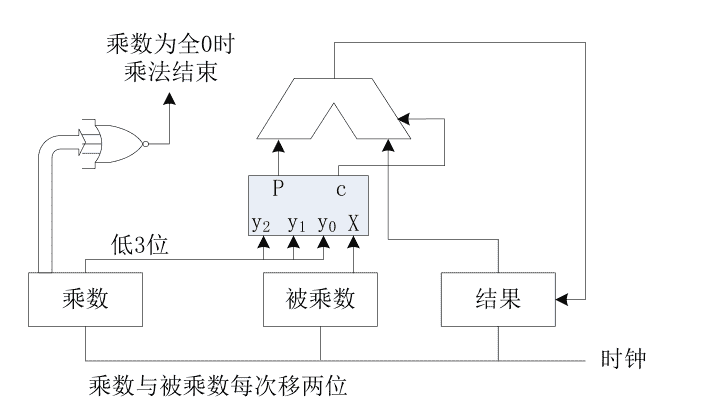 乘数为全0时
乘法结束
P c
y2 y1 y0 X
低3位
乘数
被乘数
结果
时钟
乘数与被乘数每次移两位